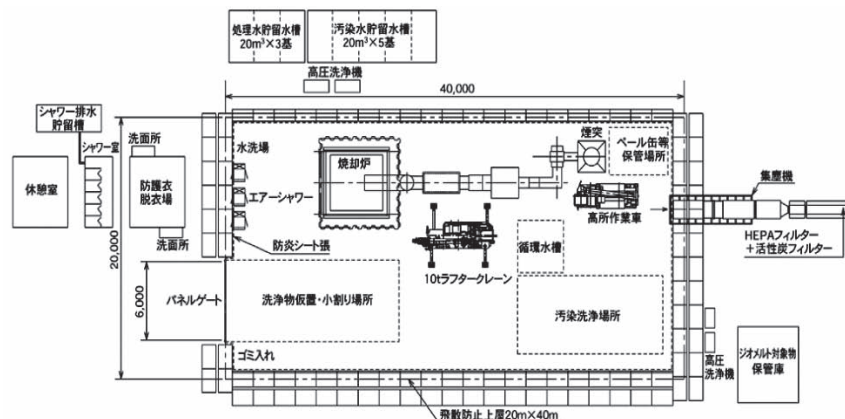 処理水貯留水槽
20m³×3基
汚染水貯留水槽
20m³×5基
高圧洗浄機
40,000
シャワー排水
貯留槽
シャワー室
洗面所
水洗場
焼却炉
煙突
ペール缶等
保管場所
休憩室
防護衣
脱衣場
エアーシャワー
高所作業車
集塵機
HEPAフィルター
+活性炭フィルター
洗面所
防炎シート張
循環水槽
10tラフタークレーン
20,000
6,000
パネルゲート
洗浄物仮置・小割り場所
汚染洗浄場所
ゴミ入れ
高圧
洗浄機
ジオメルト対象物
保管庫
飛散防止上屋20m×40m